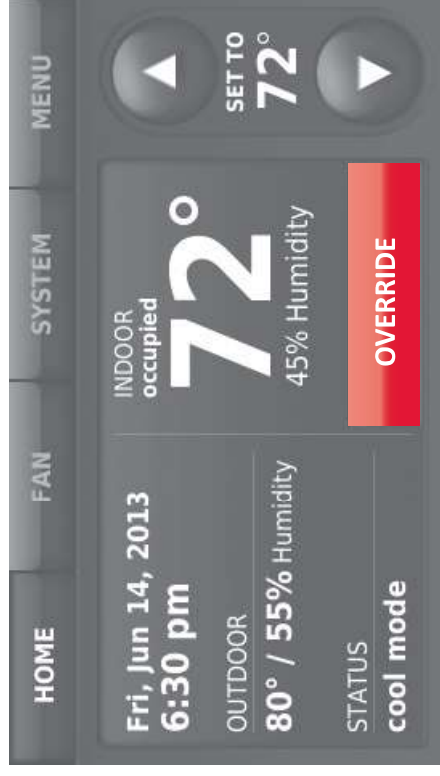 HOME
FAN
SYSTEM
MENU
Fri, Jun 14, 2013
6:30 pm
OUTDOOR
80° / 55% Humidity
STATUS
cool mode
INDOOR
occupied
72°
45% Humidity
OVERRIDE
SET TO
72°